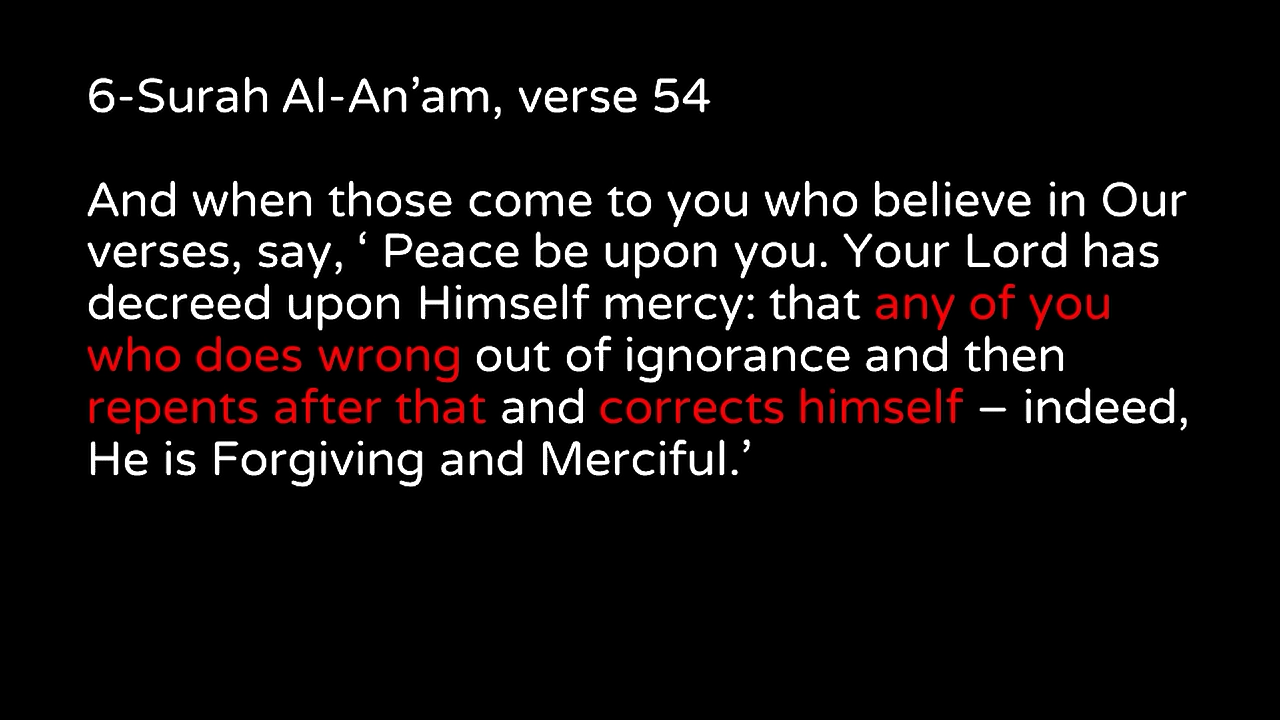 6-Surah Al-An’am, verse 54
And when those come to you who believe in Our
verses, say, ‘ Peace be upon you. Your Lord has
decreed upon Himself mercy: that any of you
who does wrong out of ignorance and then
repents after that and corrects himself – indeed,
He is Forgiving and Merciful.’